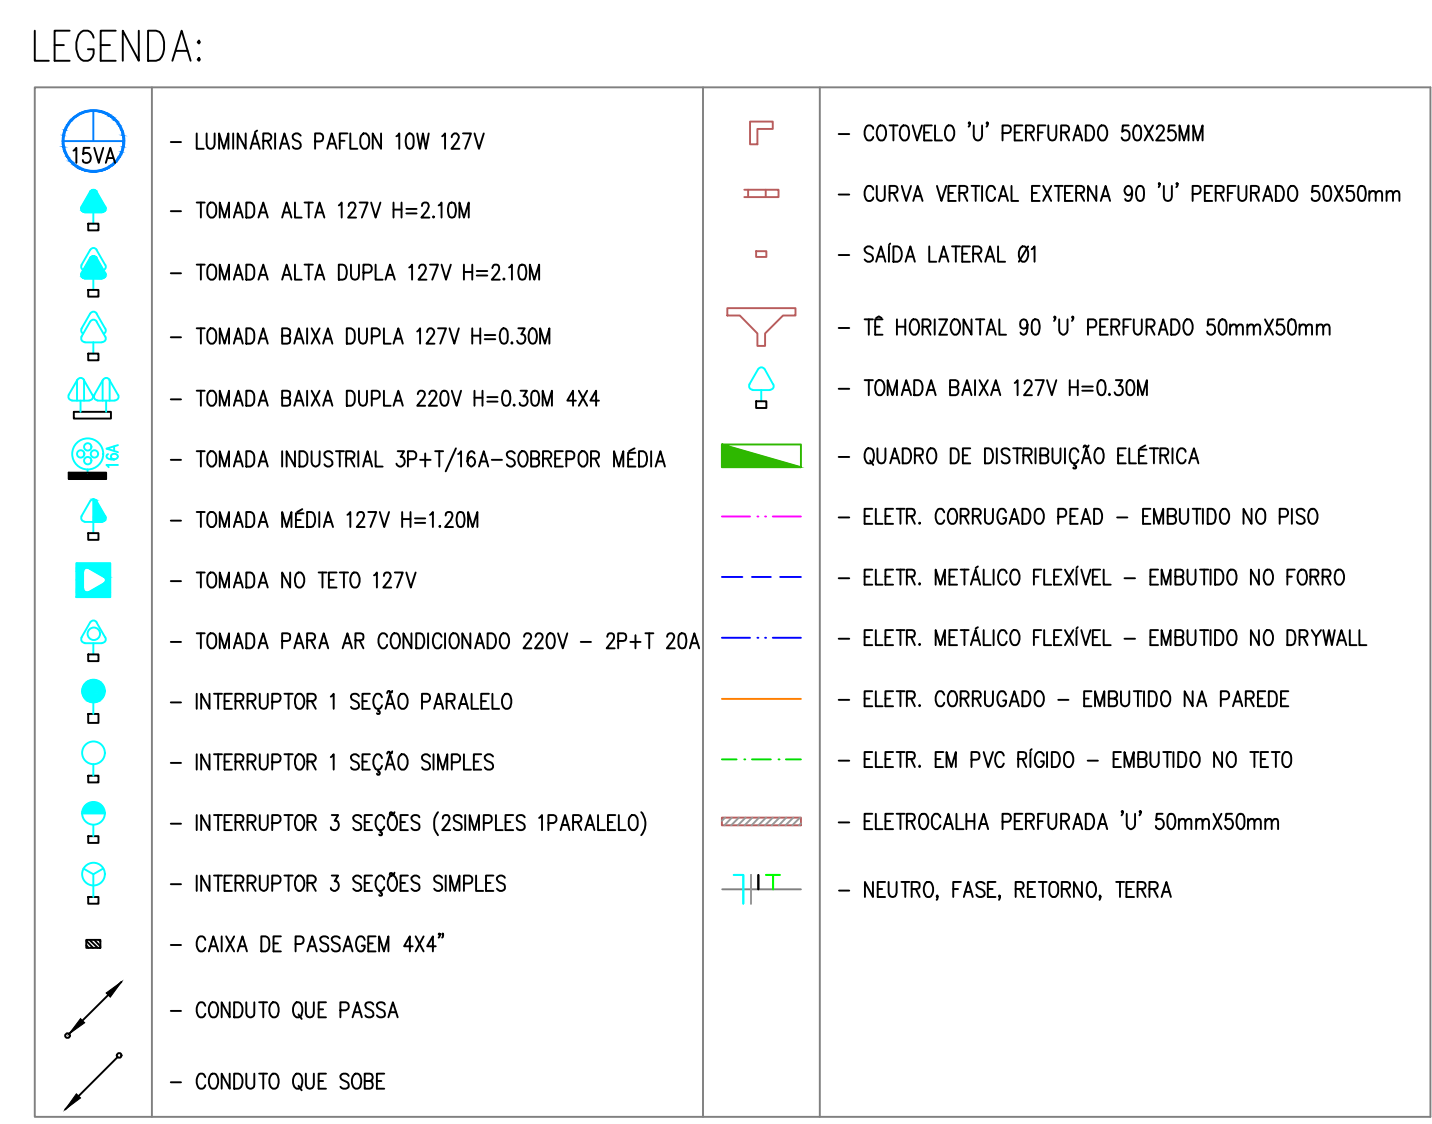 LEGENDA:
15VA
- LUMINÁRIAS PAFLON 10W 127V
- TOMADA ALTA 127V H=2.10M
- TOMADA ALTA DUPLA 127V H=2.10M
- TOMADA BAIXA DUPLA 127V H=0.30M
- TOMADA BAIXA DUPLA 220V H=0.30M 4X4
16A
- TOMADA INDUSTRIAL 3P+T/16A-SOBREPOR MÉDIA
- TOMADA MÉDIA 127V H=1.20M
- TOMADA NO TETO 127V
- TOMADA PARA AR CONDICIONADO 220V - 2P+T 20A
- INTERRUPTOR 1 SEÇÃO PARALELO
- INTERRUPTOR 1 SEÇÃO SIMPLES
- INTERRUPTOR 3 SEÇÕES (2SIMPLES 1PARALELO)
- INTERRUPTOR 3 SEÇÕES SIMPLES
- CAIXA DE PASSAGEM 4X4"
- CONDUTO QUE PASSA
- CONDUTO QUE SOBE
- COTOVELO 'U' PERFURADO 50X25MM
- CURVA VERTICAL EXTERNA 90 'U' PERFURADO 50X50mm
- SAÍDA LATERAL Ø1
- TÊ HORIZONTAL 90 'U' PERFURADO 50mmX50mm
- TOMADA BAIXA 127V H=0.30M
- QUADRO DE DISTRIBUIÇÃO ELÉTRICA
- ELETR. CORRUGADO PEAD - EMBUTIDO NO PISO
- ELETR. METÁLICO FLEXÍVEL - EMBUTIDO NO FORRO
- ELETR. METÁLICO FLEXÍVEL - EMBUTIDO NO DRYWALL
- ELETR. CORRUGADO - EMBUTIDO NA PAREDE
- ELETR. EM PVC RÍGIDO - EMBUTIDO NO TETO
- ELETROCALHA PERFURADA 'U' 50mmX50mm
- NEUTRO, FASE, RETORNO, TERRA